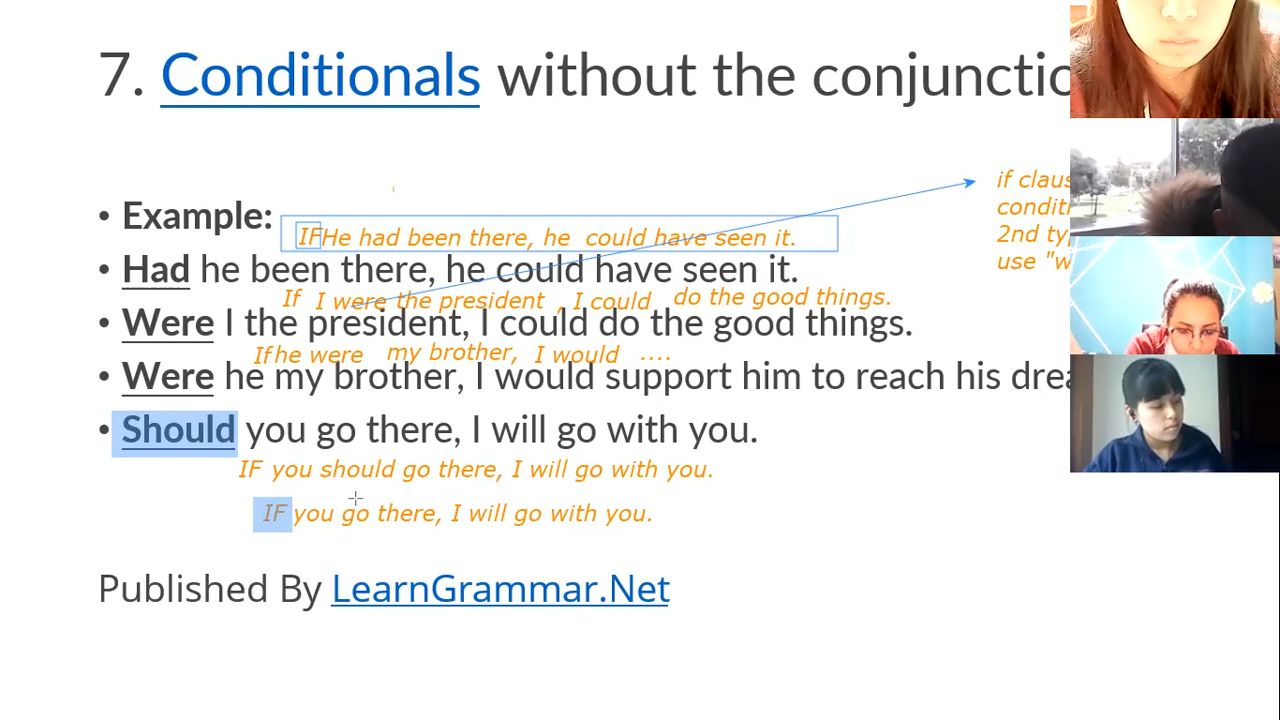 7. Conditionals without the conjunctio
• Example:
if claus
IF He had been there, he could have seen it.
condit
2nd ty
use "w
• Had he been there, he could have seen it.
If I were the president , I could do the good things.
• Were I the president, I could do the good things.
If he were my brother, I would ....
• Were he my brother, I would support him to reach his drea
• Should you go there, I will go with you.
IF you should go there, I will go with you.
IF you go there, I will go with you.
Published By LearnGrammar.Net